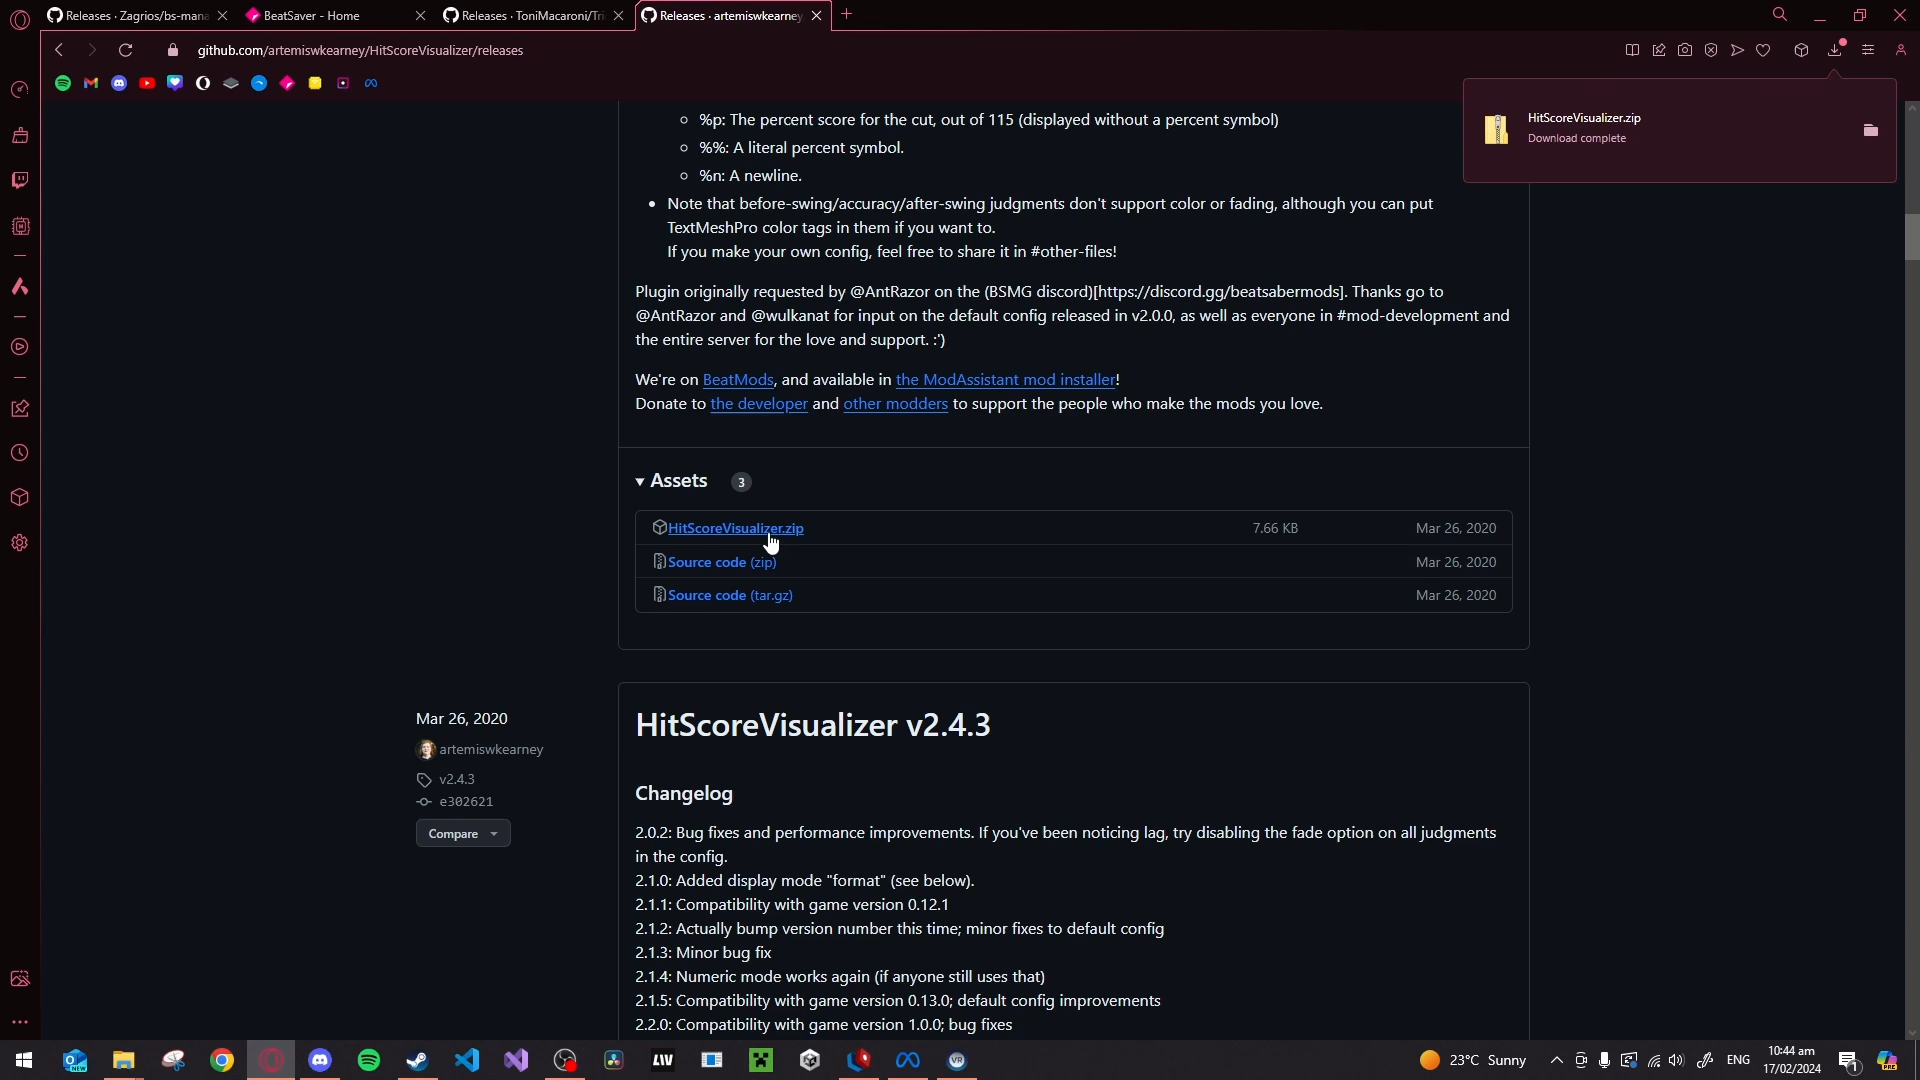 Releases · Zagrios/bs-mana
BeatSaver - Home
Releases · ToniMacaroni/Tri
Releases · artemiswkearney
github.com/artemiswkearney/HitScoreVisualizer/releases
HitScoreVisualizer.zip
Download complete
%p: The percent score for the cut, out of 115 (displayed without a percent symbol)
%%: A literal percent symbol.
%n: A newline.
Note that before-swing/accuracy/after-swing judgments don't support color or fading, although you can put
TextMeshPro color tags in them if you want to.
If you make your own config, feel free to share it in #other-files!
Plugin originally requested by @AntRazor on the (BSMG discord)[https://discord.gg/beatsabermods]. Thanks go to
@AntRazor and @wulkanat for input on the default config released in v2.0.0, as well as everyone in #mod-development and
the entire server for the love and support. :')
We're on BeatMods, and available in the ModAssistant mod installer!
Donate to the developer and other modders to support the people who make the mods you love.
Assets 3
HitScoreVisualizer.zip 7.66 KB Mar 26, 2020
Source code (zip) Mar 26, 2020
Source code (tar.gz) Mar 26, 2020
Mar 26, 2020
artemiswkearney
v2.4.3
e302621
Compare
HitScoreVisualizer v2.4.3
Changelog
2.0.2: Bug fixes and performance improvements. If you've been noticing lag, try disabling the fade option on all judgments
in the config.
2.1.0: Added display mode "format" (see below).
2.1.1: Compatibility with game version 0.12.1
2.1.2: Actually bump version number this time; minor fixes to default config
2.1.3: Minor bug fix
2.1.4: Numeric mode works again (if anyone still uses that)
2.1.5: Compatibility with game version 0.13.0; default config improvements
2.2.0: Compatibility with game version 1.0.0; bug fixes
NEW
LIV
VR
23°C Sunny
ENG
10:44 am
17/02/2024
1
PRE